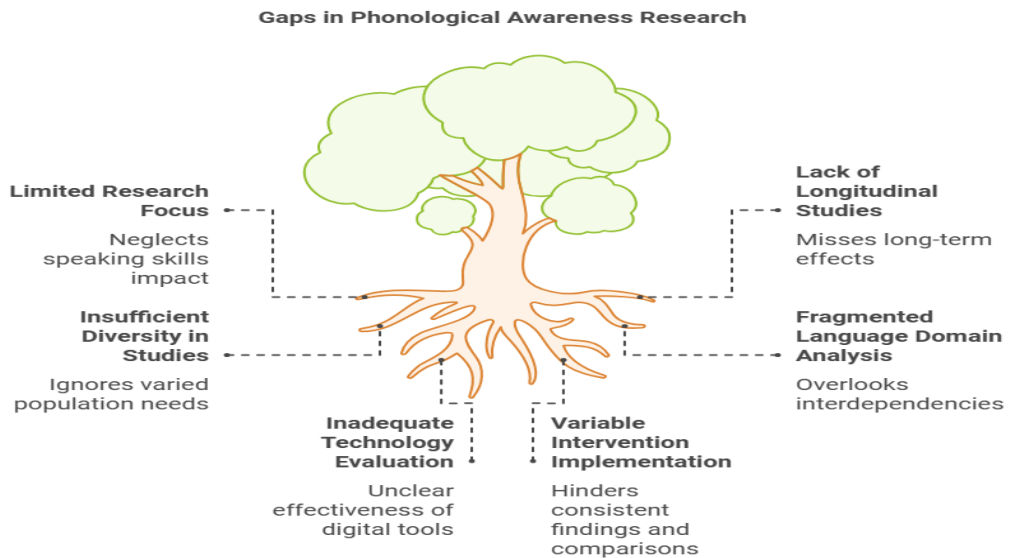 Gaps in Phonological Awareness Research
Limited Research
Focus
Neglects
speaking skills
impact
Insufficient
Diversity in
Studies
Ignores varied
population needs
Inadequate
Technology
Evaluation
Unclear
effectiveness of
digital tools
Variable
Intervention
Implementation
Hinders
consistent
findings and
comparisons
Lack of
Longitudinal
Studies
Misses long-term
effects
Fragmented
Language Domain
Analysis
Overlooks
interdependencies